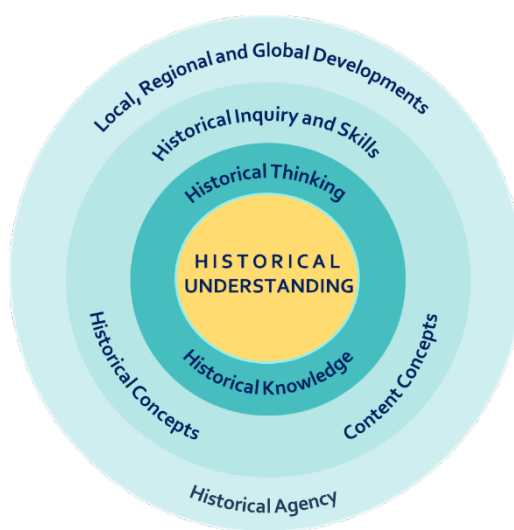 Local, Regional and Global Developments
Historical Inquiry and Skills
Historical Thinking
HISTORICAL
UNDERSTANDING
Historical Knowledge
Historical Concepts
Content Concepts
Historical Agency